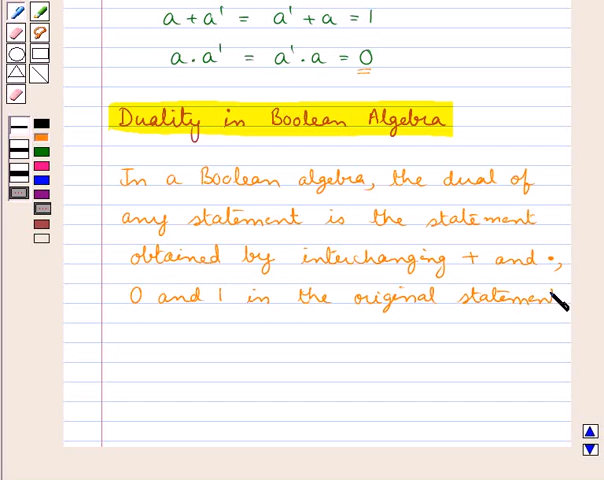 a + a' = a' + a = 1
a . a' = a' . a = 0
Duality in Boolean Algebra
In a Boolean algebra, the dual of
any statement is the statement
obtained by interchanging + and .,
0 and 1 in the original statement